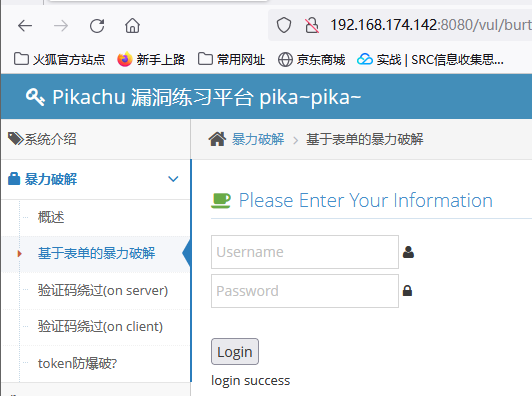 192.168.174.142:8080/vul/burt
火狐官方站点 新手上路 常用网址 京东商城 实战 | SRC信息收集思...
Pikachu 漏洞练习平台 pika~pika~
系统介绍
暴力破解
概述
基于表单的暴力破解
验证码绕过(on server)
验证码绕过(on client)
token防爆破?
暴力破解 > 基于表单的暴力破解
Please Enter Your Information
Username
Password
Login
login success